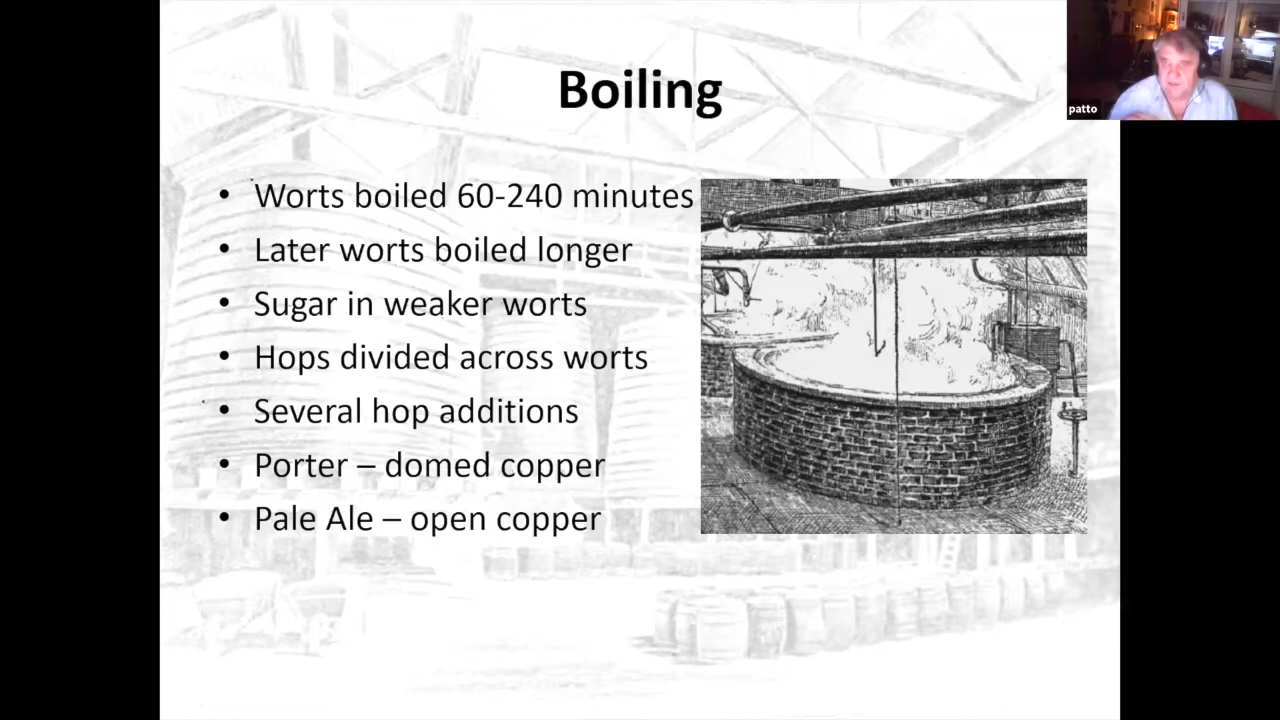 Boiling
patto
• Worts boiled 60-240 minutes
• Later worts boiled longer
• Sugar in weaker worts
• Hops divided across worts
• Several hop additions
• Porter – domed copper
• Pale Ale – open copper